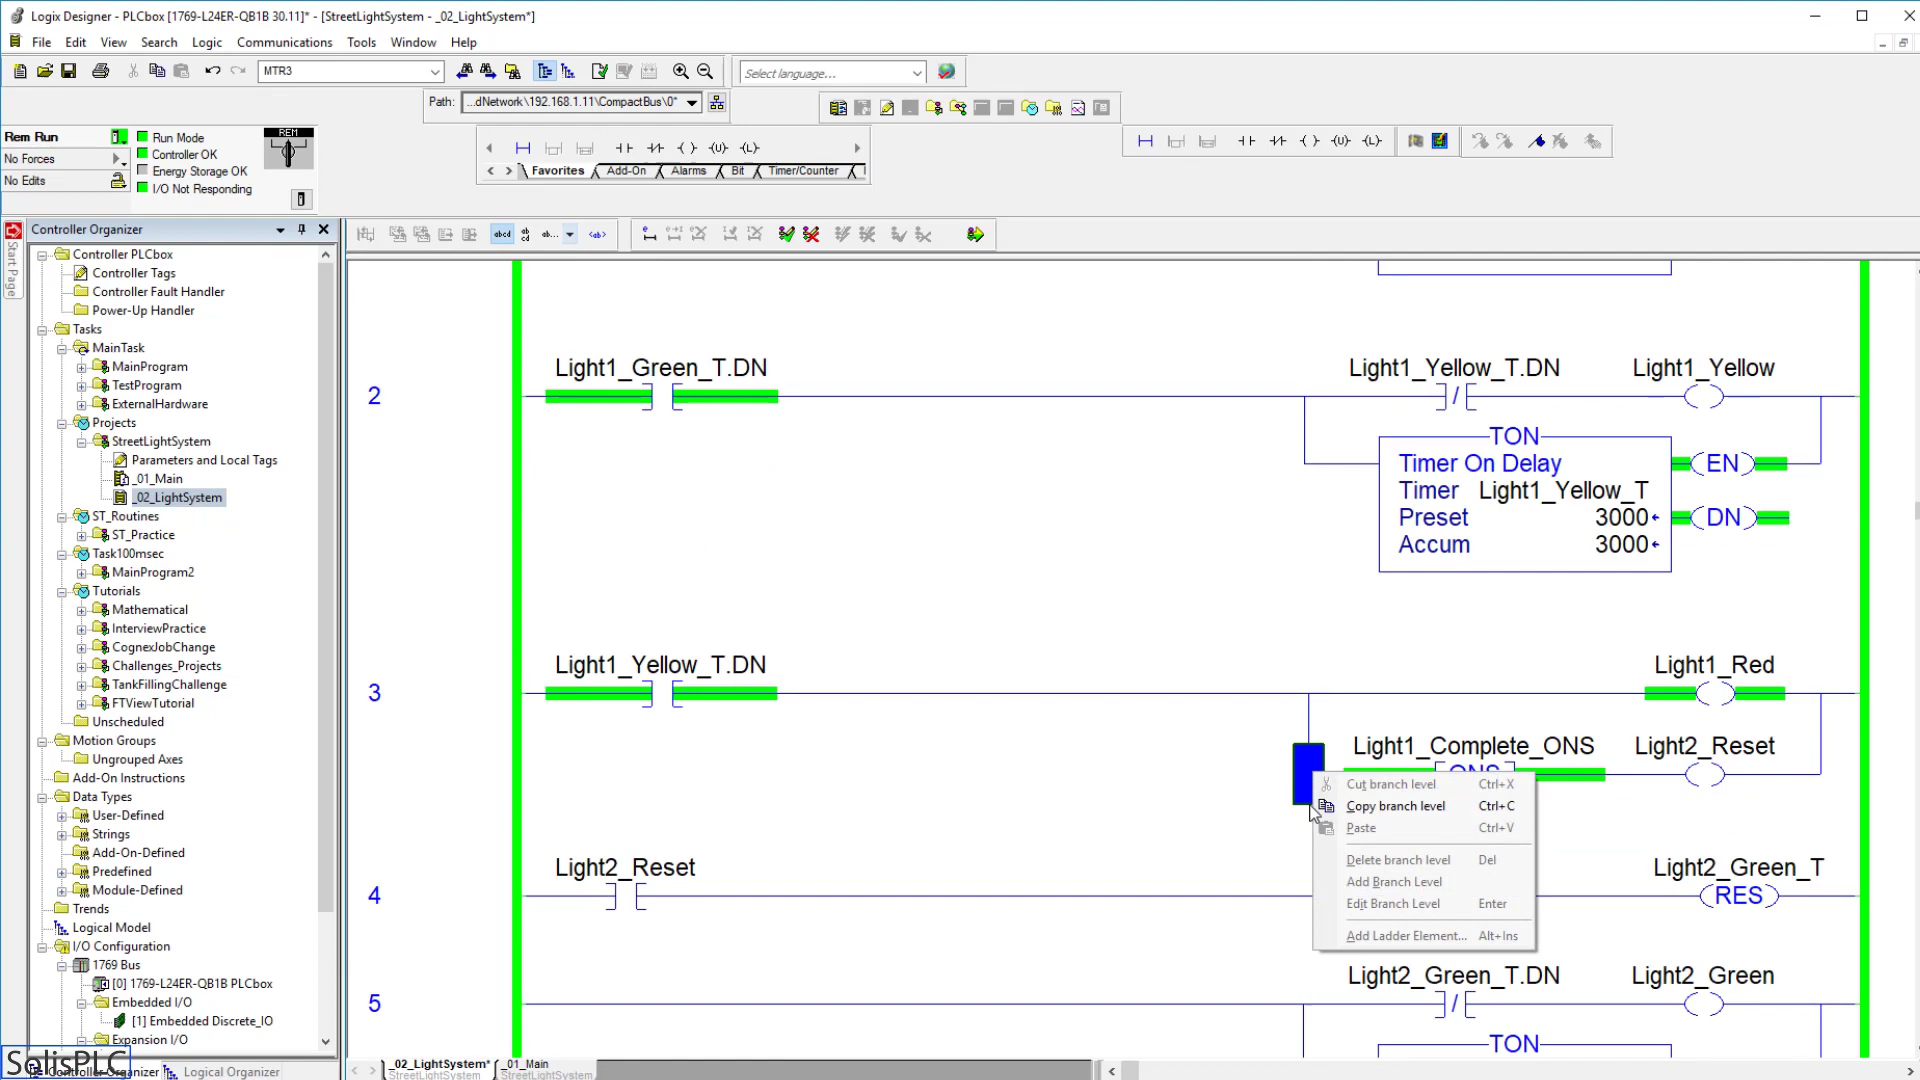 Logix Designer - PLCbox [1769-L24ER-QB1B 30.11]* - [StreetLightSystem - _02_LightSystem*]
File Edit View Search Logic Communications Tools Window Help
MTR3
Select language...
Path: ...dNetwork\192.168.1.11\CompactBus\0*
Rem Run
No Forces
No Edits
Run Mode
Controller OK
Energy Storage OK
I/O Not Responding
REM
Favorites Add-On Alarms Bit Timer/Counter
Start Page
Controller Organizer
Controller PLCbox
Controller Tags
Controller Fault Handler
Power-Up Handler
Tasks
MainTask
MainProgram
TestProgram
ExternalHardware
Projects
StreetLightSystem
Parameters and Local Tags
_01_Main
_02_LightSystem
ST_Routines
ST_Practice
Task100msec
MainProgram2
Tutorials
Mathematical
InterviewPractice
CognexJobChange
Challenges_Projects
TankFillingChallenge
FTViewTutorial
Unscheduled
Motion Groups
Ungrouped Axes
Add-On Instructions
Data Types
User-Defined
Strings
Add-On-Defined
Predefined
Module-Defined
Trends
Logical Model
I/O Configuration
1769 Bus
[0] 1769-L24ER-QB1B PLCbox
Embedded I/O
[1] Embedded Discrete_IO
Expansion I/O
SolisPLC
Controller Organizer Logical Organizer
2
Light1_Green_T.DN
Light1_Yellow_T.DN
Light1_Yellow
TON
Timer On Delay
Timer Light1_Yellow_T
Preset 3000
Accum 3000
EN
DN
3
Light1_Yellow_T.DN
Light1_Red
Light1_Complete_ONS
ONS
Light2_Reset
Cut branch level Ctrl+X
Copy branch level Ctrl+C
Paste Ctrl+V
Delete branch level Del
Add Branch Level
Edit Branch Level Enter
Add Ladder Element... Alt+Ins
4
Light2_Reset
Light2_Green_T
RES
5
Light2_Green_T.DN
Light2_Green
TON
_02_LightSystem* _01_Main
StreetLightSystem StreetLightSystem